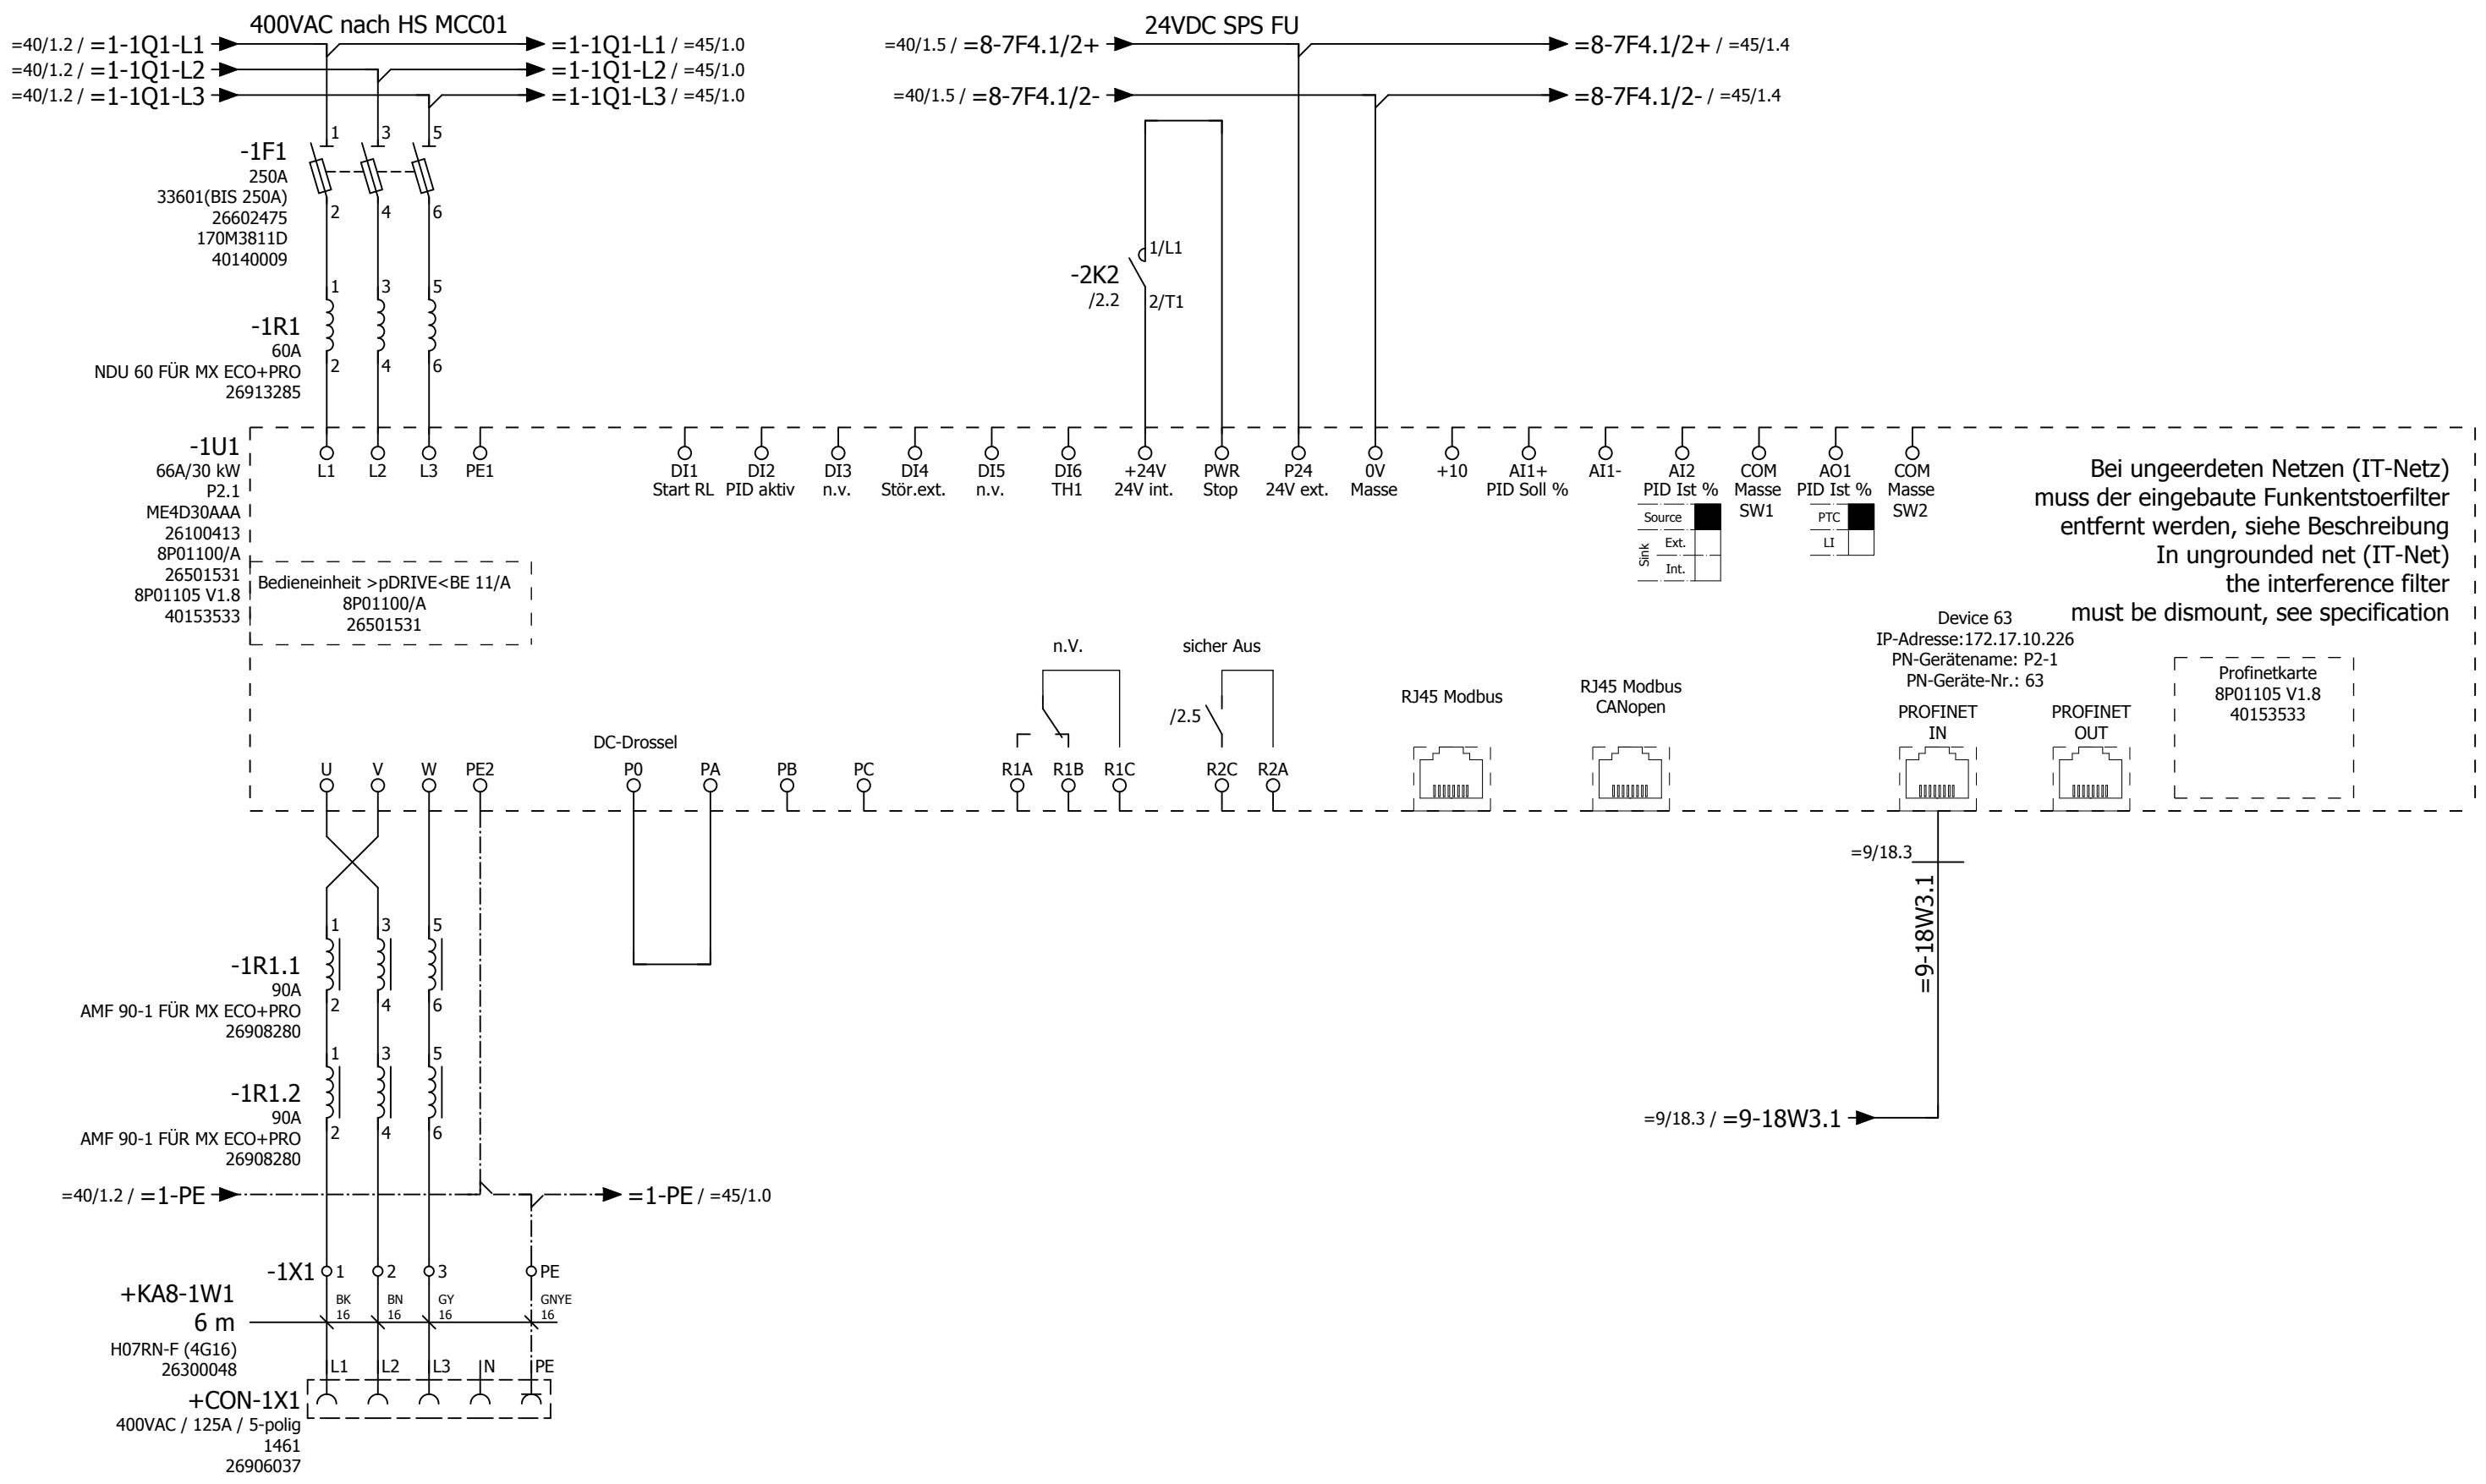 400VAC nach HS MCC01
24VDC SPS FU
=40/1.2 / =1-1Q1-L1
=1-1Q1-L1 / =45/1.0
=40/1.2 / =1-1Q1-L2
=1-1Q1-L2 / =45/1.0
=40/1.2 / =1-1Q1-L3
=1-1Q1-L3 / =45/1.0
=40/1.5 / =8-7F4.1/2+
=8-7F4.1/2+ / =45/1.4
=40/1.5 / =8-7F4.1/2-
=8-7F4.1/2- / =45/1.4
1 3 5
-1F1
250A
33601(BIS 250A)
26602475
170M3811D
40140009
2 4 6
1/L1
-2K2
/2.2
2/T1
1 3 5
-1R1
60A
NDU 60 FÜR MX ECO+PRO
26913285
2 4 6
-1U1
66A/30 kW
P2.1
ME4D30AAA
26100413
8P01100/A
26501531
8P01105 V1.8
40153533
L1 L2 L3 PE1
DI1
Start RL
DI2
PID aktiv
DI3
n.v.
DI4
Stör.ext.
DI5
n.v.
DI6
TH1
+24V
24V int.
PWR
Stop
P24
24V ext.
0V
Masse
+10
AI1+
PID Soll %
AI1-
AI2
PID Ist %
COM
Masse
SW1
AO1
PID Ist %
COM
Masse
SW2
Source
Sink
Ext.
Int.
PTC
LI
Bei ungeerdeten Netzen (IT-Netz)
muss der eingebaute Funkentstoerfilter
entfernt werden, siehe Beschreibung
In ungrounded net (IT-Net)
the interference filter
must be dismount, see specification
Bedieneinheit >pDRIVE<BE 11/A
8P01100/A
26501531
n.V.
sicher Aus
/2.5
RJ45 Modbus
RJ45 Modbus
CANopen
Device 63
IP-Adresse:172.17.10.226
PN-Gerätename: P2-1
PN-Geräte-Nr.: 63
PROFINET
IN
PROFINET
OUT
Profinetkarte
8P01105 V1.8
40153533
DC-Drossel
U V W PE2 P0 PA PB PC R1A R1B R1C R2C R2A
=9/18.3
=9-18W3.1
1 3 5
-1R1.1
90A
AMF 90-1 FÜR MX ECO+PRO
26908280
2 4 6
1 3 5
-1R1.2
90A
AMF 90-1 FÜR MX ECO+PRO
26908280
2 4 6
=9/18.3 / =9-18W3.1
=40/1.2 / =1-PE
=1-PE / =45/1.0
-1X1 1 2 3 PE
+KA8-1W1
6 m
H07RN-F (4G16)
26300048
BK BN GY GNYE
16 16 16 16
L1 L2 L3 N PE
+CON-1X1
400VAC / 125A / 5-polig
1461
26906037